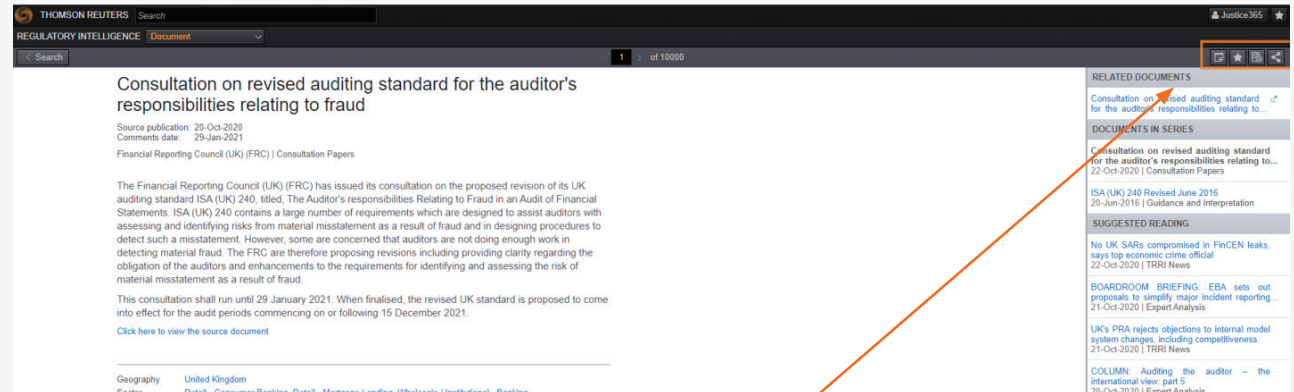 THOMSON REUTERS Search
Justice365
REGULATORY INTELLIGENCE Document
< Search
1 > of 10000
Consultation on revised auditing standard for the auditor's
responsibilities relating to fraud
Source publication: 20-Oct-2020
Comments date: 29-Jan-2021
Financial Reporting Council (UK) (FRC) | Consultation Papers
The Financial Reporting Council (UK) (FRC) has issued its consultation on the proposed revision of its UK
auditing standard ISA (UK) 240, titled, The Auditor's responsibilities Relating to Fraud in an Audit of Financial
Statements. ISA (UK) 240 contains a large number of requirements which are designed to assist auditors with
assessing and identifying risks from material misstatement as a result of fraud and in designing procedures to
detect such a misstatement. However, some are concerned that auditors are not doing enough work in
detecting material fraud. The FRC are therefore proposing revisions including providing clarity regarding the
obligation of the auditors and enhancements to the requirements for identifying and assessing the risk of
material misstatement as a result of fraud.
This consultation shall run until 29 January 2021. When finalised, the revised UK standard is proposed to come
into effect for the audit periods commencing on or following 15 December 2021.
Click here to view the source document
Geography United Kingdom
Sector Retail - Consumer Banking, Retail - Mortgage Lending, Wholesale / Institutional - Banking
RELATED DOCUMENTS
Consultation on revised auditing standard
for the auditor's responsibilities relating to...
DOCUMENTS IN SERIES
Consultation on revised auditing standard
for the auditor's responsibilities relating to...
22-Oct-2020 | Consultation Papers
ISA (UK) 240 Revised June 2016
20-Jun-2016 | Guidance and Interpretation
SUGGESTED READING
No UK SARs compromised in FinCEN leaks,
says top economic crime official
22-Oct-2020 | TRRI News
BOARDROOM BRIEFING: EBA sets out
proposals to simplify major incident reporting...
21-Oct-2020 | Expert Analysis
UK's PRA rejects objections to internal model
system changes, including competitiveness
21-Oct-2020 | TRRI News
COLUMN: Auditing the auditor – the
international view: part 5
20-Oct-2020 | Expert Analysis